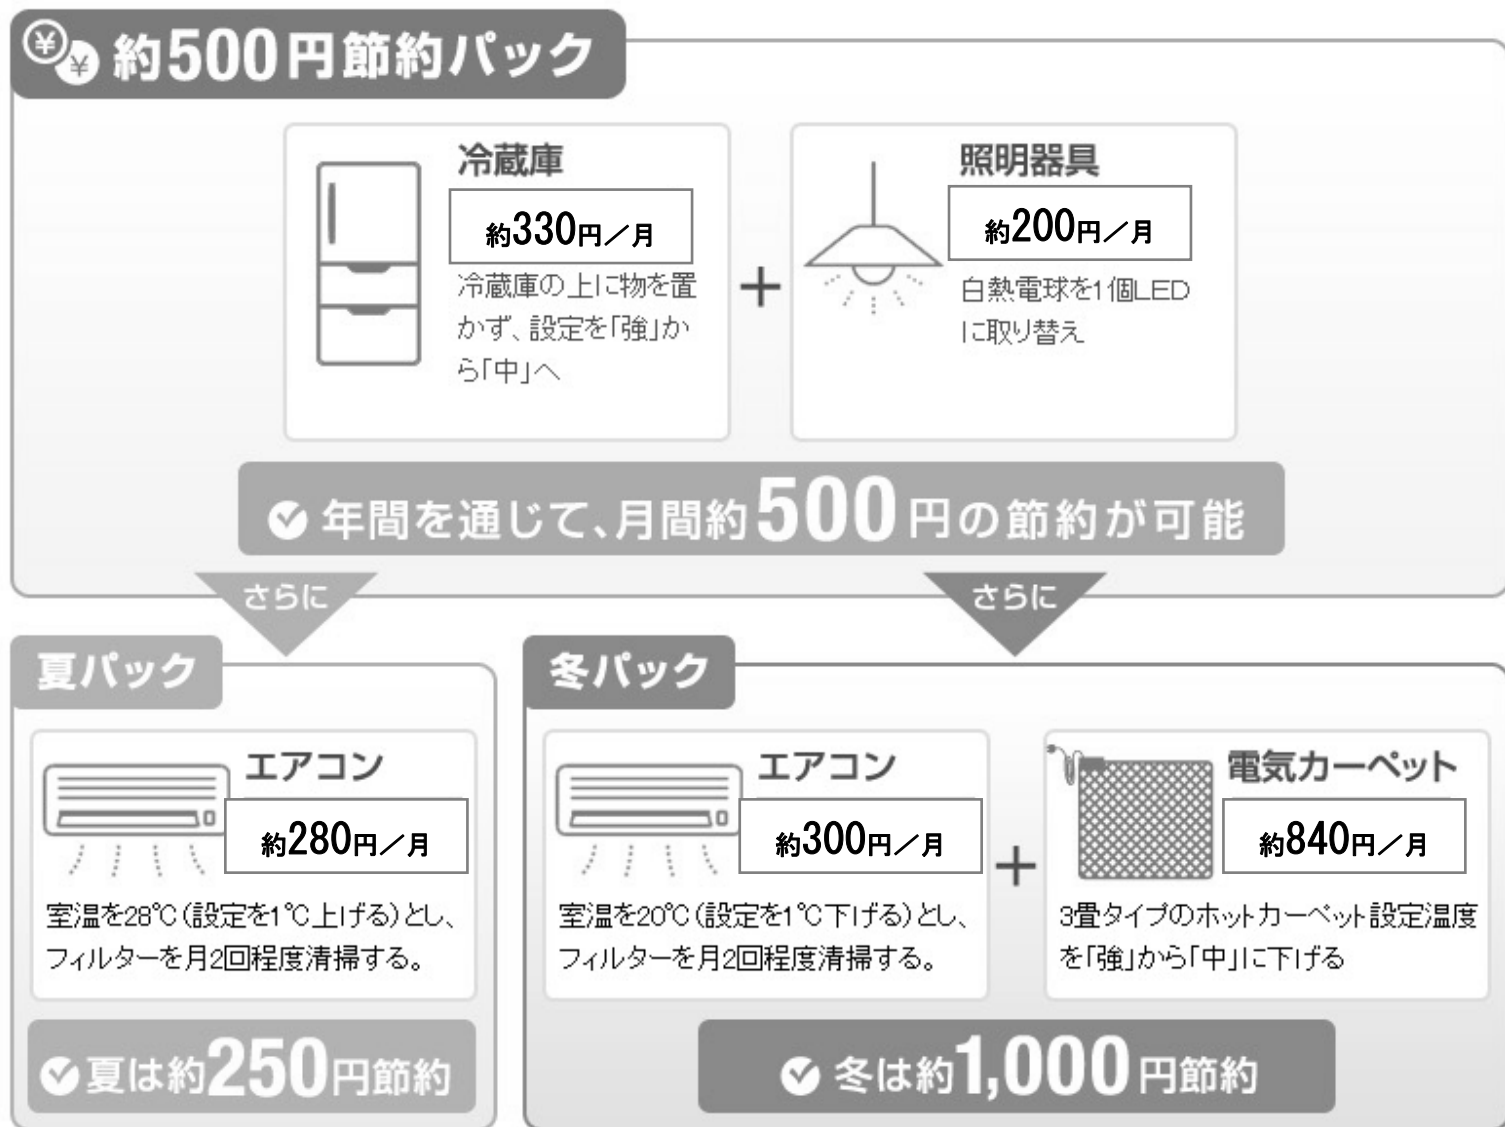 ¥ ¥ 約500円節約パック
冷蔵庫
約330円／月
冷蔵庫の上に物を置
かず、設定を「強」か
ら「中」へ
+
照明器具
約200円／月
白熱電球を1個LED
に取り替え
年間を通じて、月間約500円の節約が可能
さらに
さらに
夏パック
エアコン
約280円／月
室温を28℃（設定を1℃上げる）とし、
フィルターを月2回程度清掃する。
夏は約250円節約
冬パック
エアコン
約300円／月
室温を20℃（設定を1℃下げる）とし、
フィルターを月2回程度清掃する。
+
電気カーペット
約840円／月
3畳タイプのホットカーペット設定温度
を「強」から「中」に下げる
冬は約1,000円節約